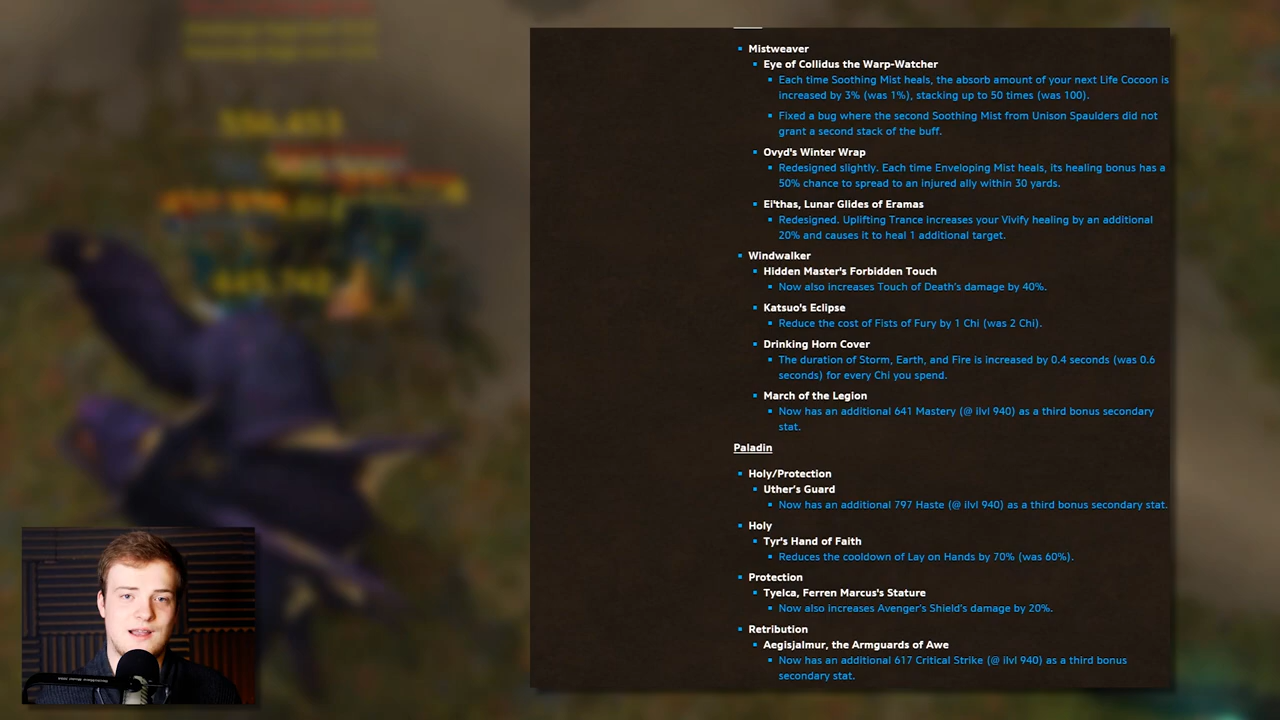 Mistweaver
Eye of Collidus the Warp-Watcher
Each time Soothing Mist heals, the absorb amount of your next Life Cocoon is
increased by 3% (was 1%), stacking up to 50 times (was 100).
Fixed a bug where the second Soothing Mist from Unison Spaulders did not
grant a second stack of the buff.
Ovyd's Winter Wrap
Redesigned slightly. Each time Enveloping Mist heals, its healing bonus has a
50% chance to spread to an injured ally within 30 yards.
Ei'thas, Lunar Glides of Eramas
Redesigned. Uplifting Trance increases your Vivify healing by an additional
20% and causes it to heal 1 additional target.
Windwalker
Hidden Master's Forbidden Touch
Now also increases Touch of Death's damage by 40%.
Katsuo's Eclipse
Reduce the cost of Fists of Fury by 1 Chi (was 2 Chi).
Drinking Horn Cover
The duration of Storm, Earth, and Fire is increased by 0.4 seconds (was 0.6
seconds) for every Chi you spend.
March of the Legion
Now has an additional 641 Mastery (@ ilvl 940) as a third bonus secondary
stat.
Paladin
Holy/Protection
Uther's Guard
Now has an additional 797 Haste (@ ilvl 940) as a third bonus secondary stat.
Holy
Tyr's Hand of Faith
Reduces the cooldown of Lay on Hands by 70% (was 60%).
Protection
Tyelca, Ferren Marcus's Stature
Now also increases Avenger's Shield's damage by 20%.
Retribution
Aegisjalmur, the Armguards of Awe
Now has an additional 617 Critical Strike (@ ilvl 940) as a third bonus
secondary stat.